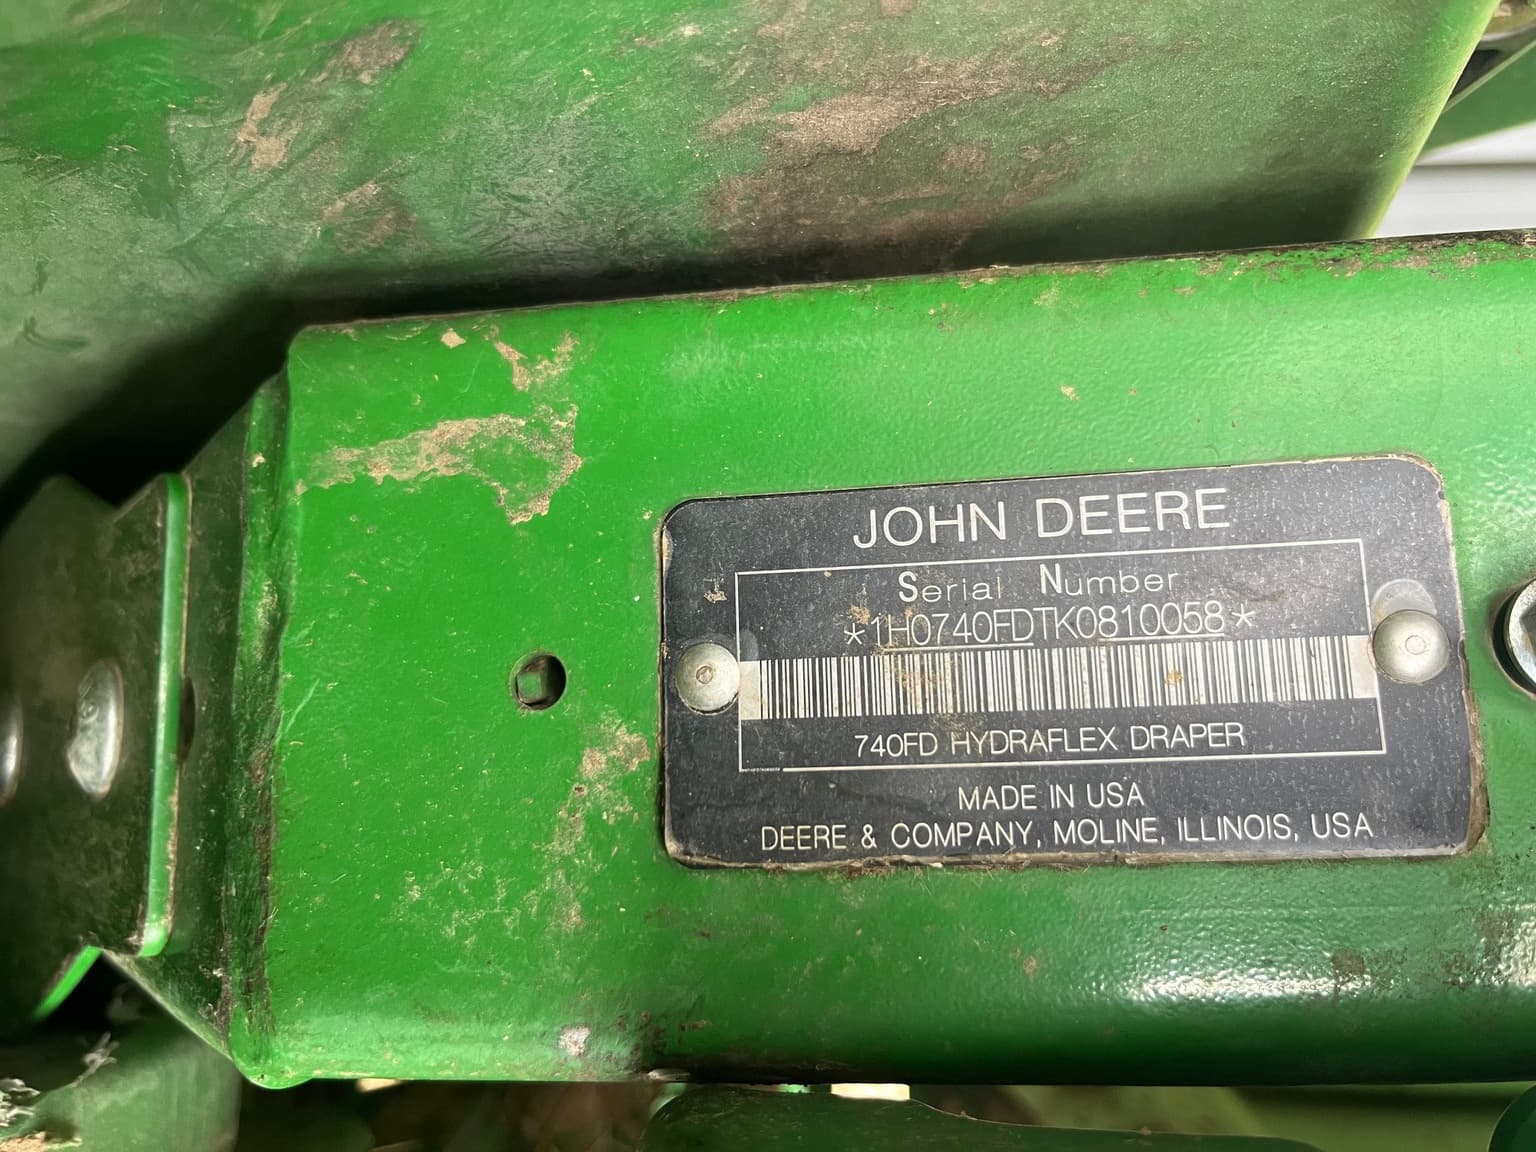 JOHN DEERE
Serial Number
*1H0740FDTK0810058*
740FD HYDRAFLEX DRAPER
MADE IN USA
DEERE & COMPANY, MOLINE, ILLINOIS, USA